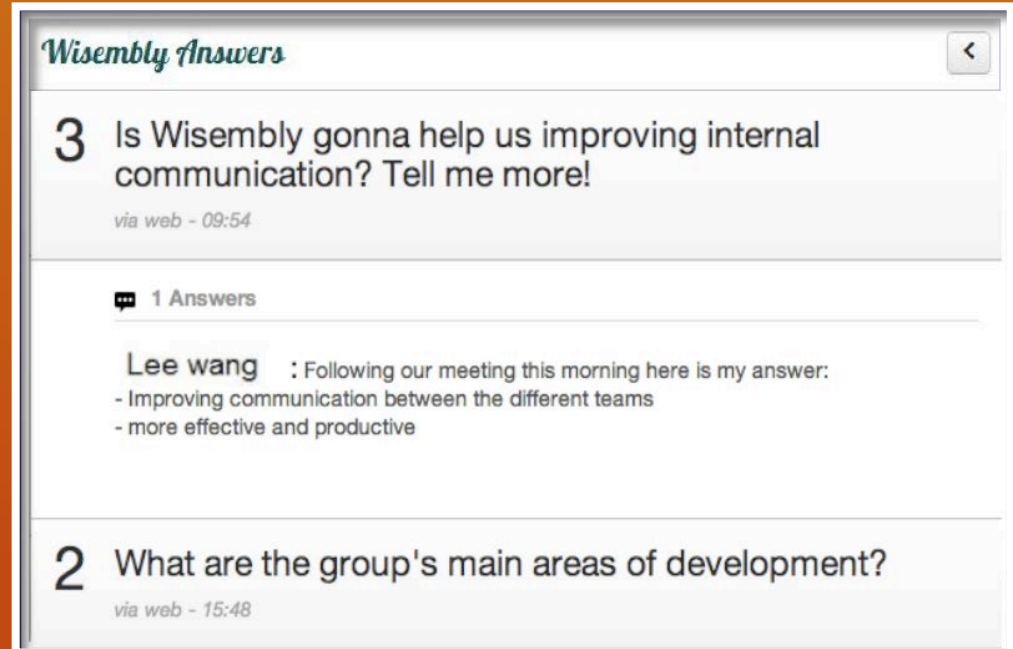 Wisembly Answers
3 Is Wisembly gonna help us improving internal
communication? Tell me more!
via web - 09:54
1 Answers
Lee wang : Following our meeting this morning here is my answer:
- Improving communication between the different teams
- more effective and productive
2 What are the group's main areas of development?
via web - 15:48